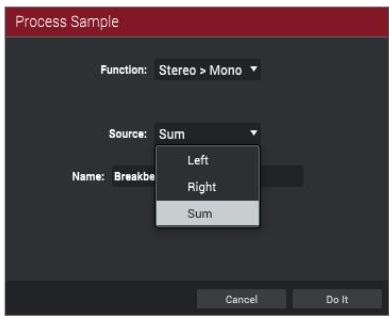 Process Sample
Function: Stereo > Mono
Source: Sum
Left
Name: Breakbe
Right
Sum
Cancel Do It